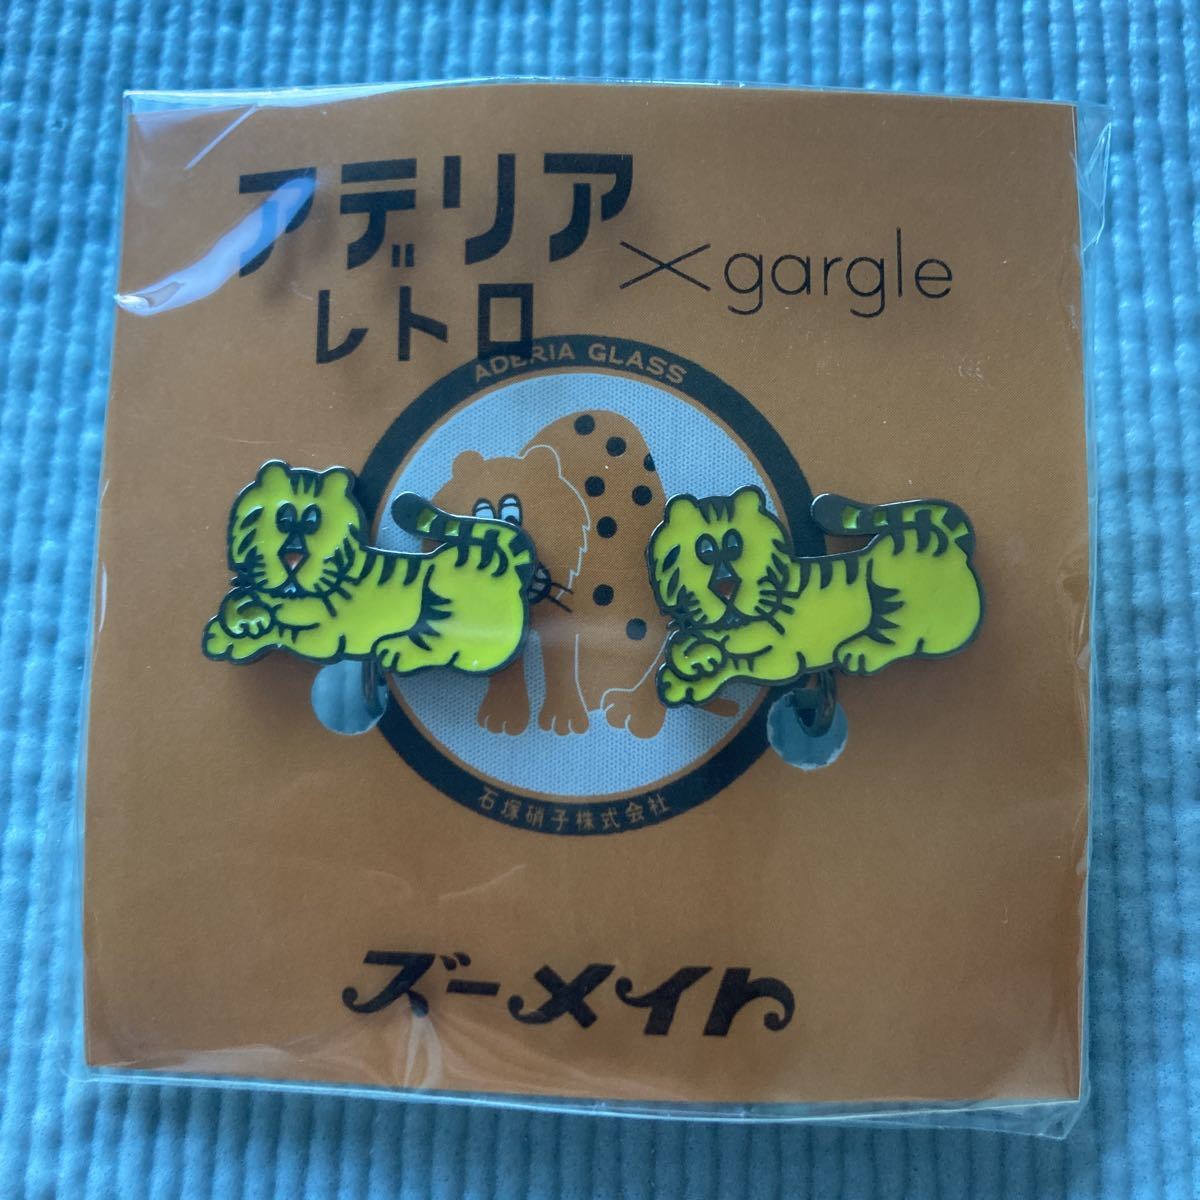 アデリア
レトロ
×gargle
ADERIA GLASS
石塚硝子株式会社
ズーメイト